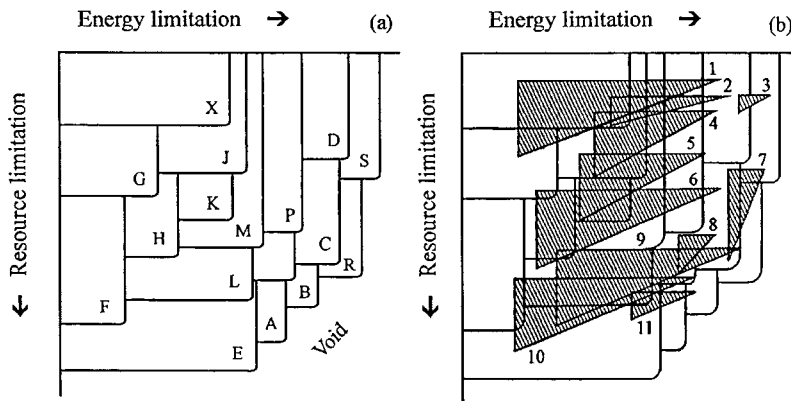 Energy limitation → (a)
Resource limitation →
X
D
J
S
G
K
P
H
M
C
L
R
F
B
A
Void
E
Energy limitation → (b)
Resource limitation →
1
2
3
4
5
7
6
8
9
11
10